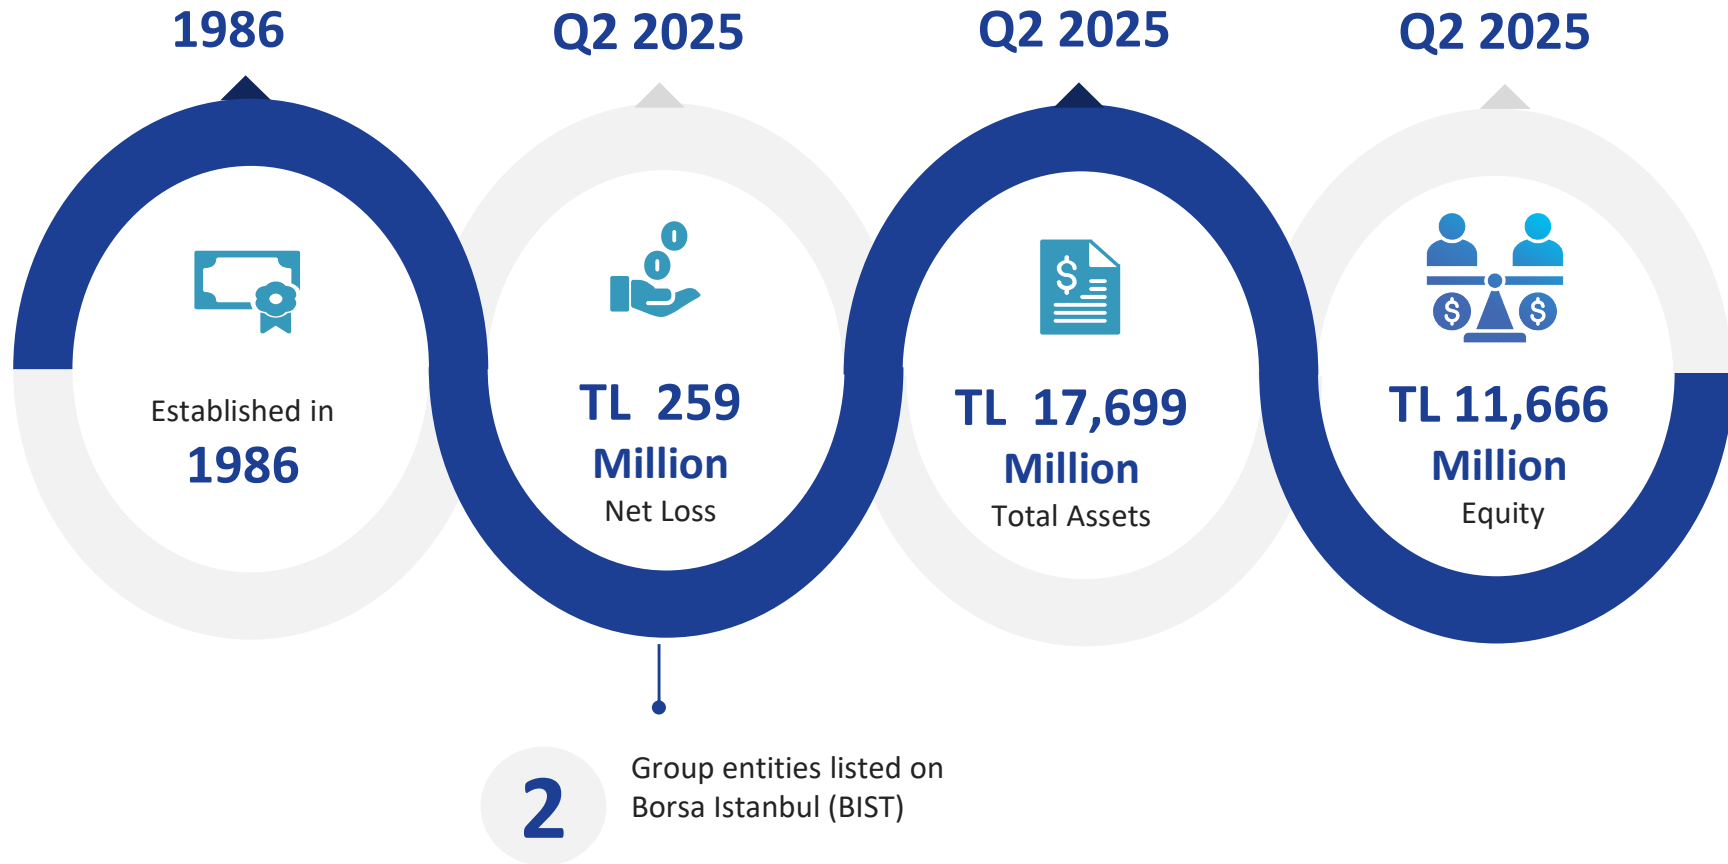 1986
Established in
1986
Q2 2025
TL 259
Million
Net Loss
Q2 2025
TL 17,699
Million
Total Assets
Q2 2025
TL 11,666
Million
Equity
2
Group entities listed on
Borsa Istanbul (BIST)